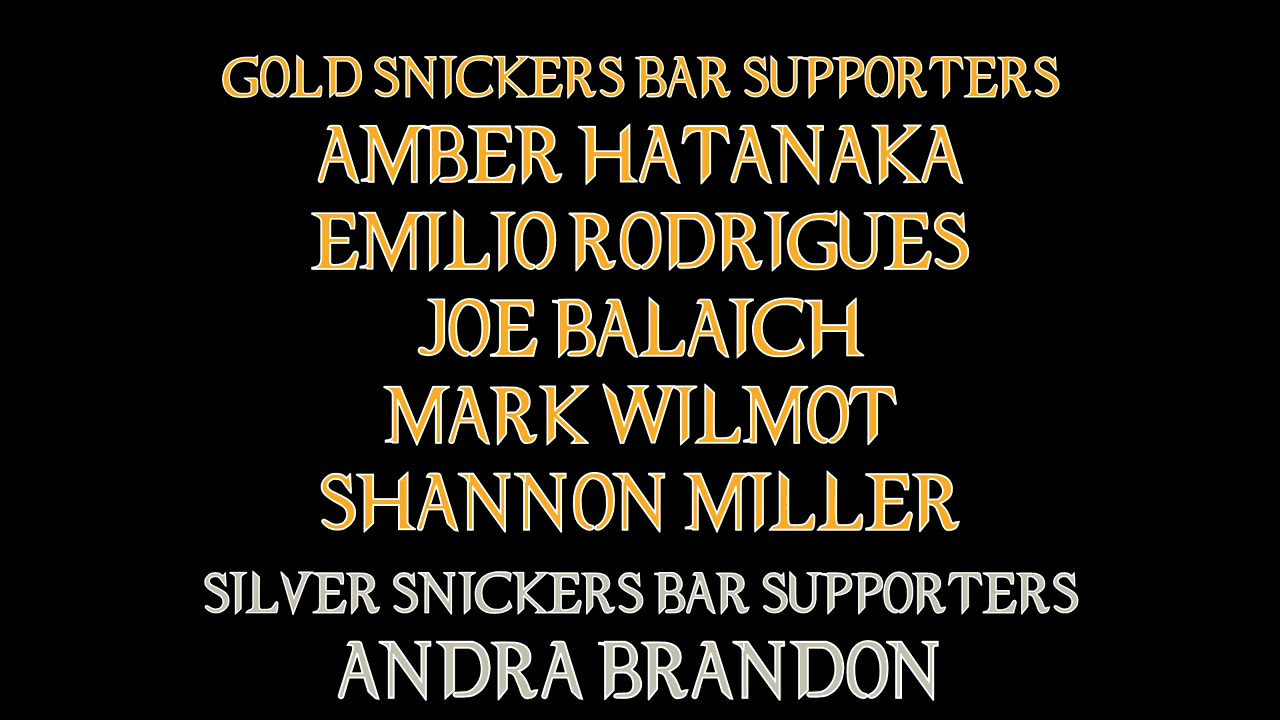 GOLD SNICKERS BAR SUPPORTERS
AMBER HATANAKA
EMILIO RODRIGUES
JOE BALAICH
MARK WILMOT
SHANNON MILLER
SILVER SNICKERS BAR SUPPORTERS
ANDRA BRANDON